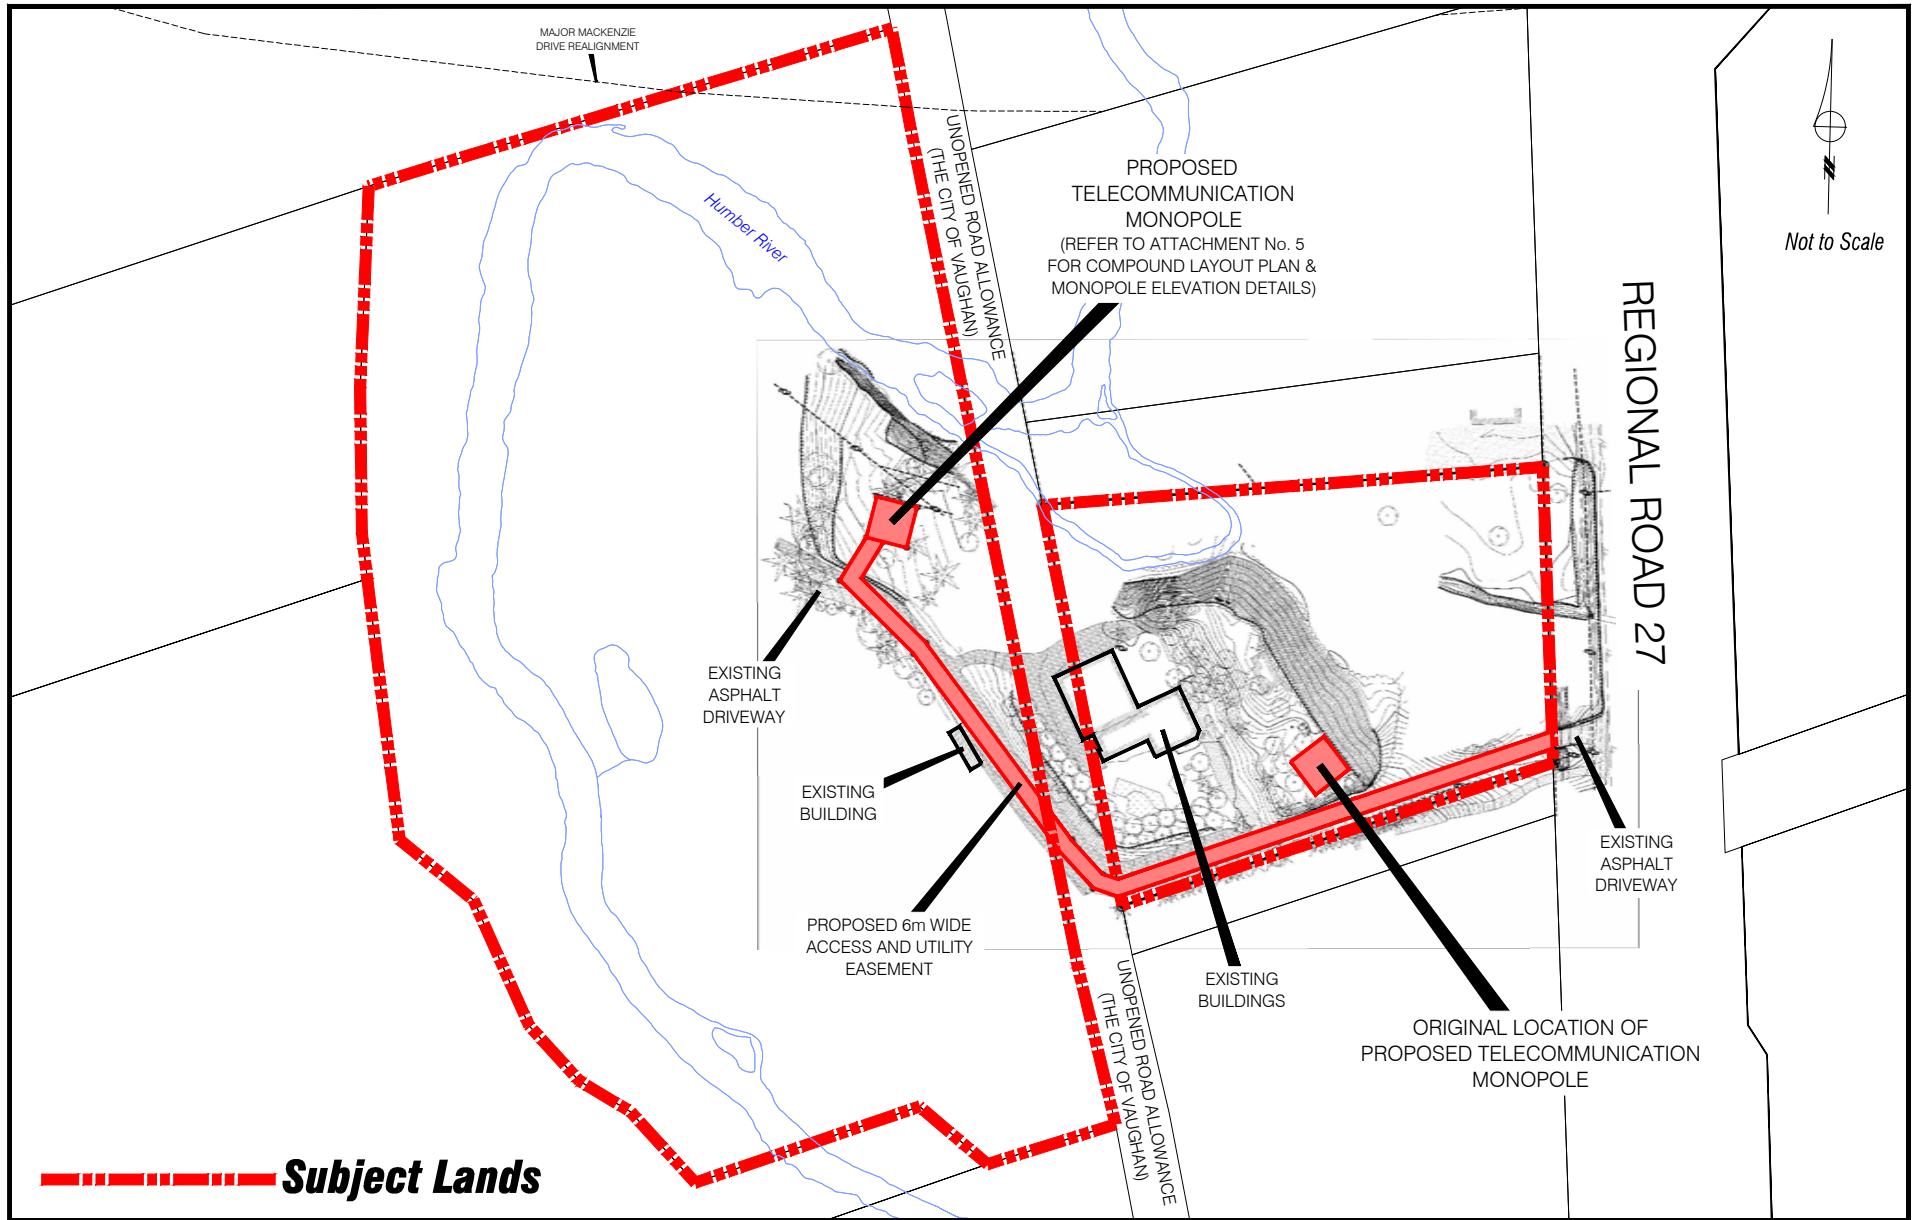 MAJOR MACKENZIE
DRIVE REALIGNMENT
Humber River
UNOPENED ROAD ALLOWANCE
(THE CITY OF VAUGHAN)
PROPOSED
TELECOMMUNICATION
MONOPOLE
(REFER TO ATTACHMENT No. 5
FOR COMPOUND LAYOUT PLAN &
MONOPOLE ELEVATION DETAILS)
N
Not to Scale
REGIONAL ROAD 27
EXISTING
ASPHALT
DRIVEWAY
EXISTING
BUILDING
PROPOSED 6m WIDE
ACCESS AND UTILITY
EASEMENT
EXISTING
BUILDINGS
EXISTING
ASPHALT
DRIVEWAY
ORIGINAL LOCATION OF
PROPOSED TELECOMMUNICATION
MONOPOLE
UNOPENED ROAD ALLOWANCE
(THE CITY OF VAUGHAN)
Subject Lands